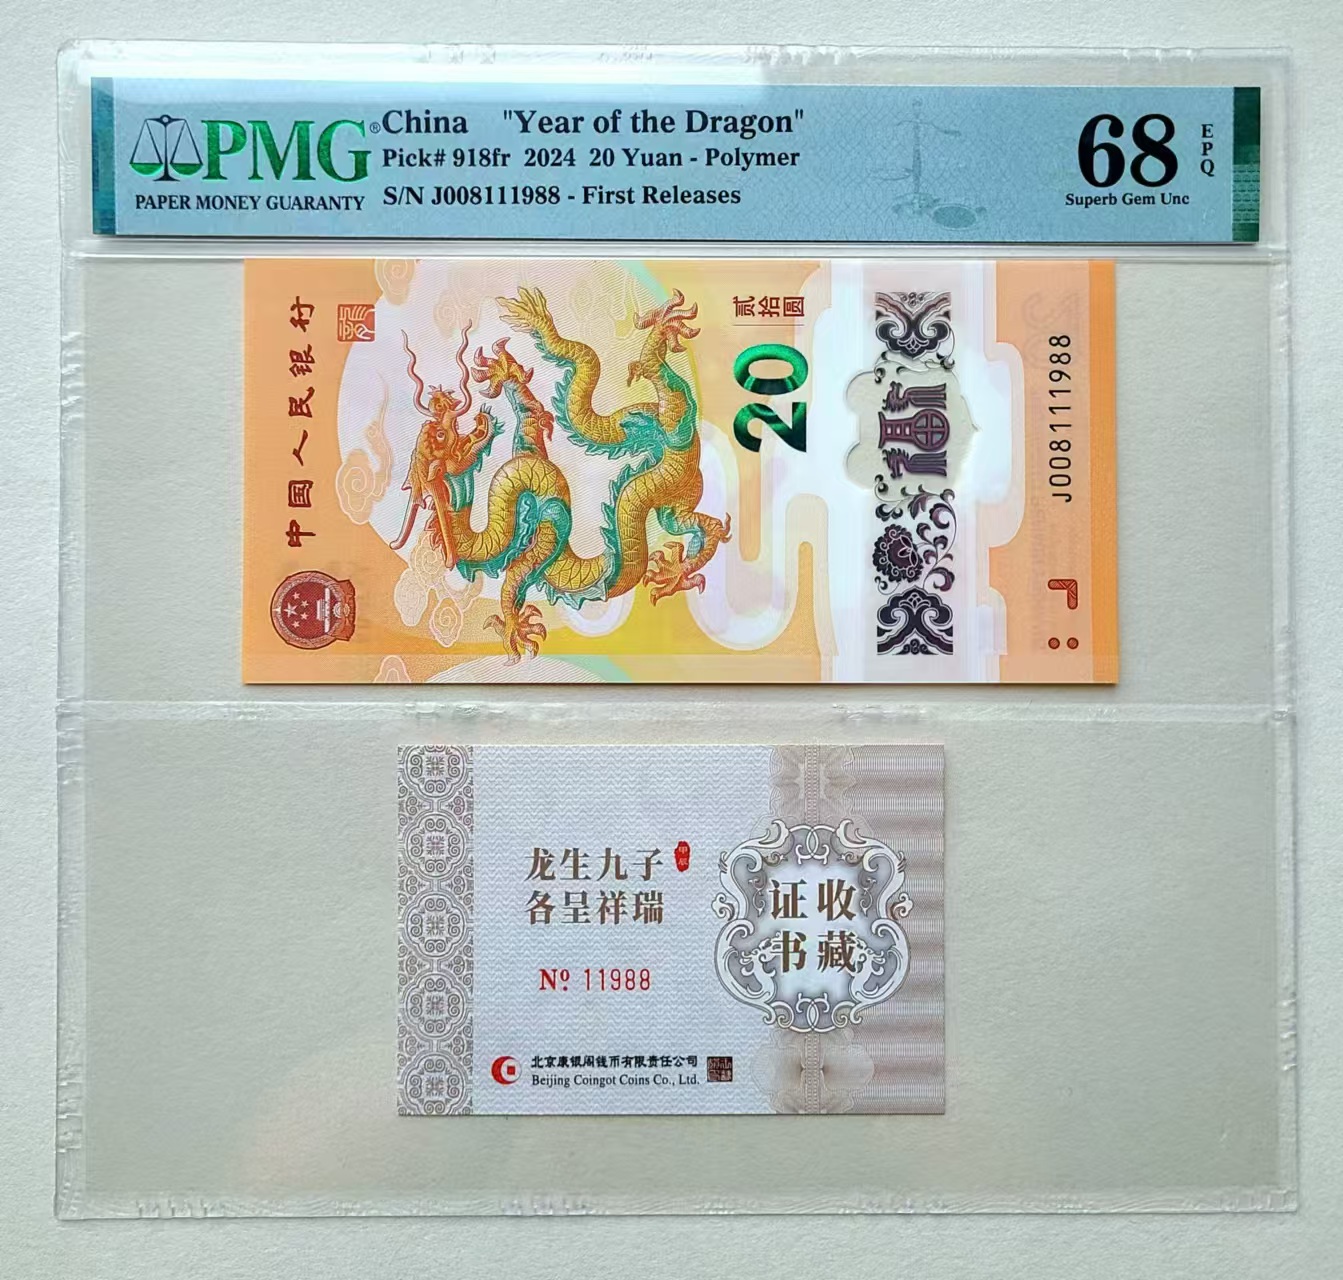 PMG®
PAPER MONEY GUARANTY
China "Year of the Dragon"
Pick# 918fr 2024 20 Yuan - Polymer
S/N J008111988 - First Releases
68
EPQ
Superb Gem Unc
中国人民银行
贰拾圆
20
J008111988
龙生九子
甲辰
各呈祥瑞
Nº 11988
收藏
证书
北京康银阁钱币有限责任公司
Beijing Coingot Coins Co., Ltd.